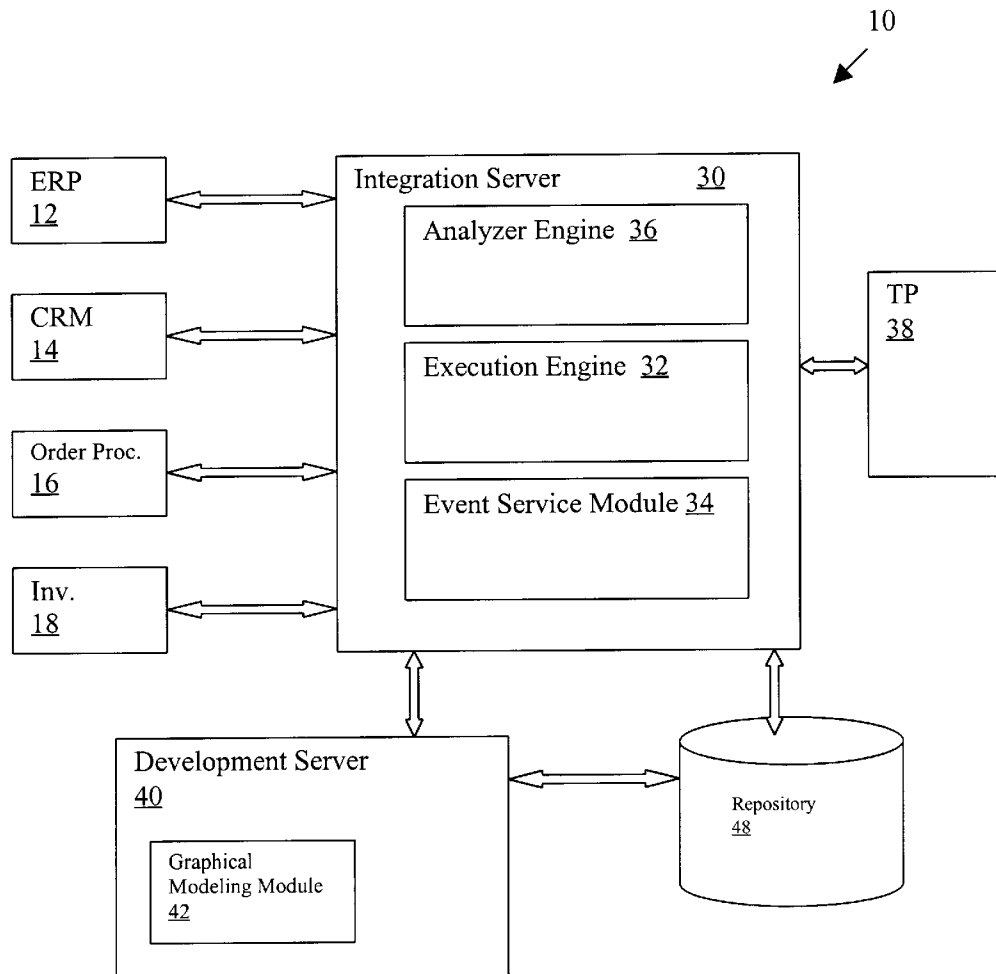 10
ERP
12
CRM
14
Order Proc.
16
Inv.
18
Integration Server 30
Analyzer Engine 36
Execution Engine 32
Event Service Module 34
TP
38
Development Server
40
Graphical
Modeling Module
42
Repository
48